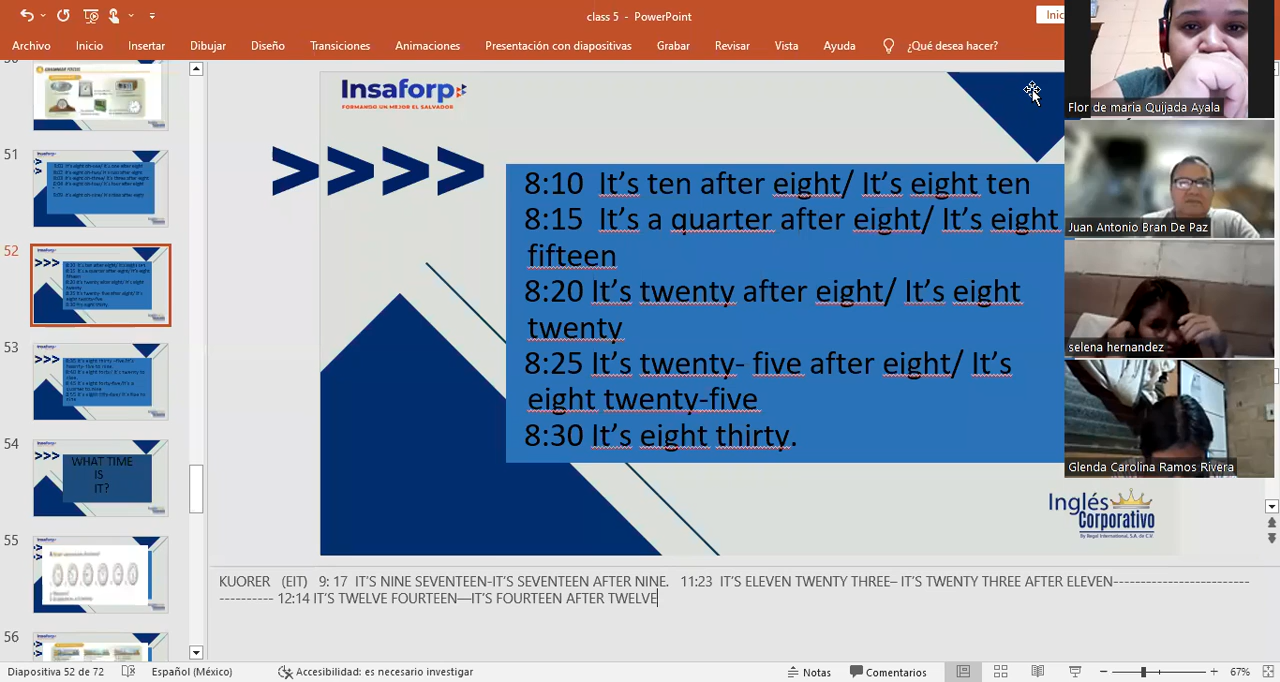 class 5 - PowerPoint
Inic
Archivo
Inicio
Insertar
Dibujar
Diseño
Transiciones
Animaciones
Presentación con diapositivas
Grabar
Revisar
Vista
Ayuda
¿Qué desea hacer?
51
52
53
54
WHAT TIME
IS
IT?
55
56
Insaforp
FORMANDO UN MEJOR EL SALVADOR
>>>>
8:10 It’s ten after eight/ It’s eight ten
8:15 It’s a quarter after eight/ It’s eight
fifteen
8:20 It’s twenty after eight/ It’s eight
twenty
8:25 It’s twenty- five after eight/ It’s
eight twenty-five
8:30 It’s eight thirty.
Inglés
Corporativo
Flor de maria Quijada Ayala
Juan Antonio Bran De Paz
selena hernandez
Glenda Carolina Ramos Rivera
KUORER (EIT) 9: 17 IT’S NINE SEVENTEEN-IT’S SEVENTEEN AFTER NINE. 11:23 IT’S ELEVEN TWENTY THREE– IT’S TWENTY THREE AFTER ELEVEN-------------------------
---------- 12:14 IT’S TWELVE FOURTEEN—IT’S FOURTEEN AFTER TWELVE
Diapositiva 52 de 72
Español (México)
Accesibilidad: es necesario investigar
Notas
Comentarios
67%